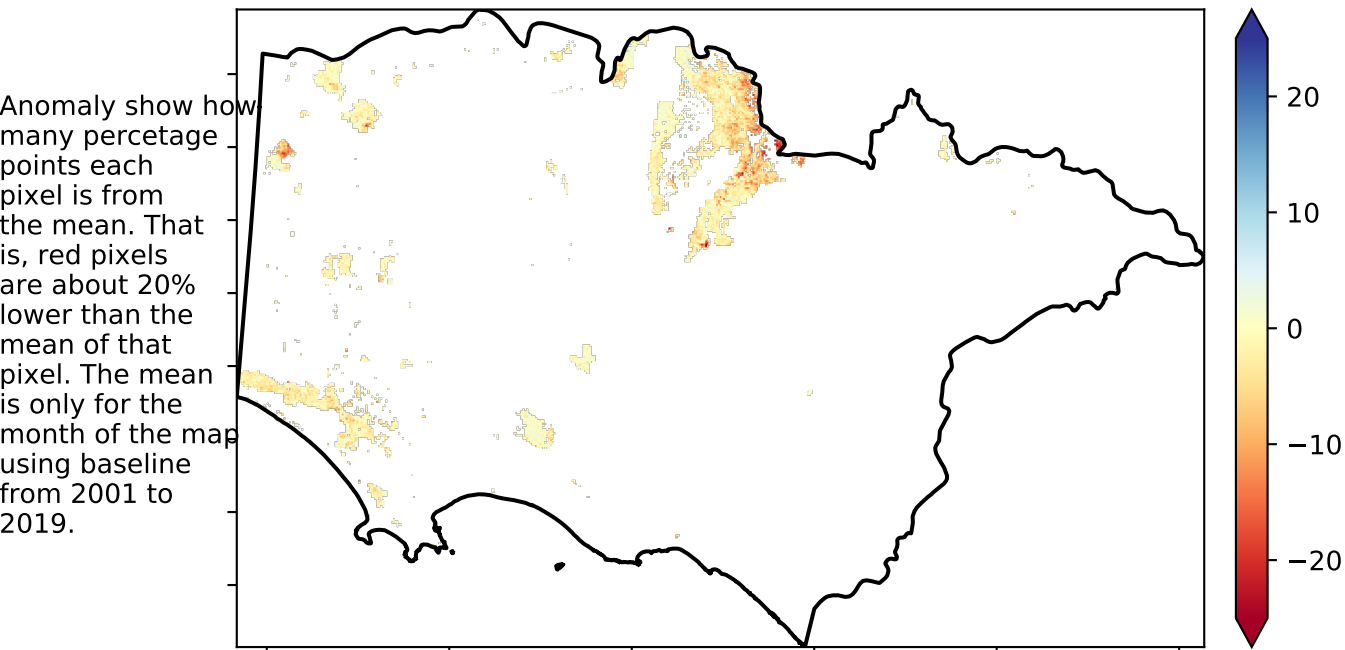 Anomaly show how
many percetage
points each
pixel is from
the mean. That
is, red pixels
are about 20%
lower than the
mean of that
pixel. The mean
is only for the
month of the map
using baseline
from 2001 to
2019.
20
10
0
−10
−20